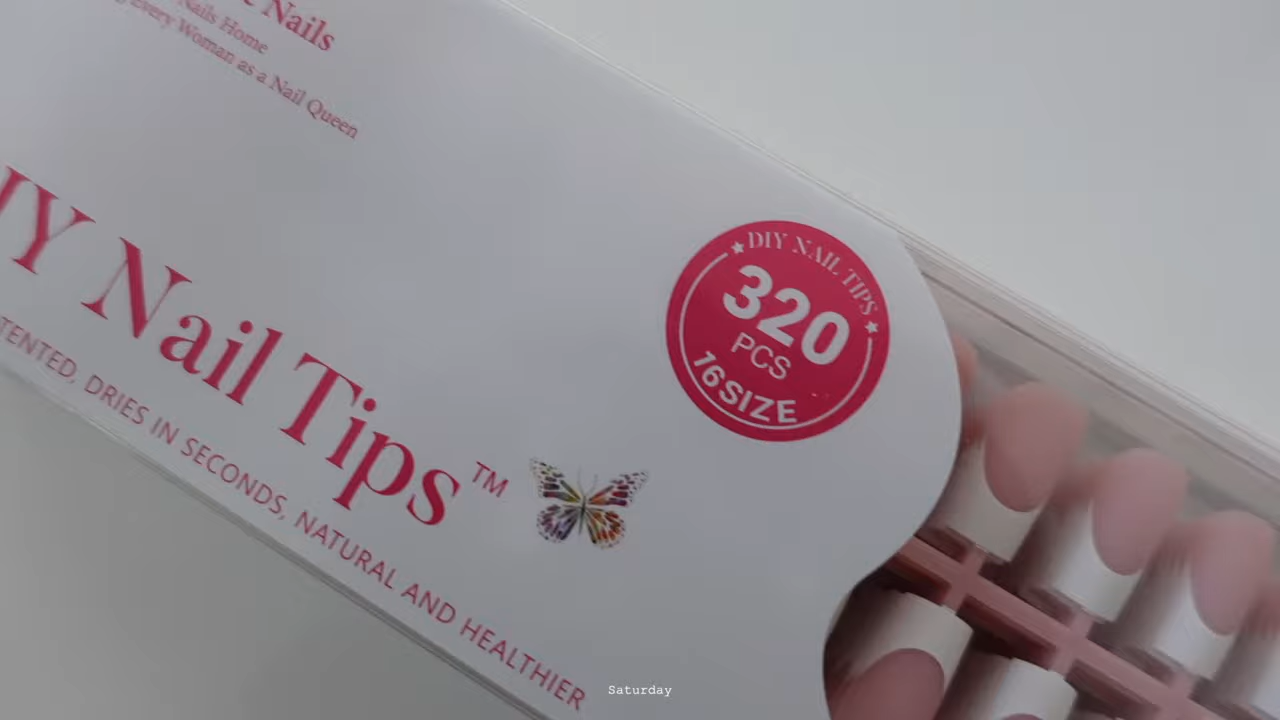 Nails
Nails Home
Every Woman as a Nail Queen
IY Nail Tips™
TENTED, DRIES IN SECONDS, NATURAL AND HEALTHIER
DIY NAIL TIPS
320
PCS
16SIZE
Saturday